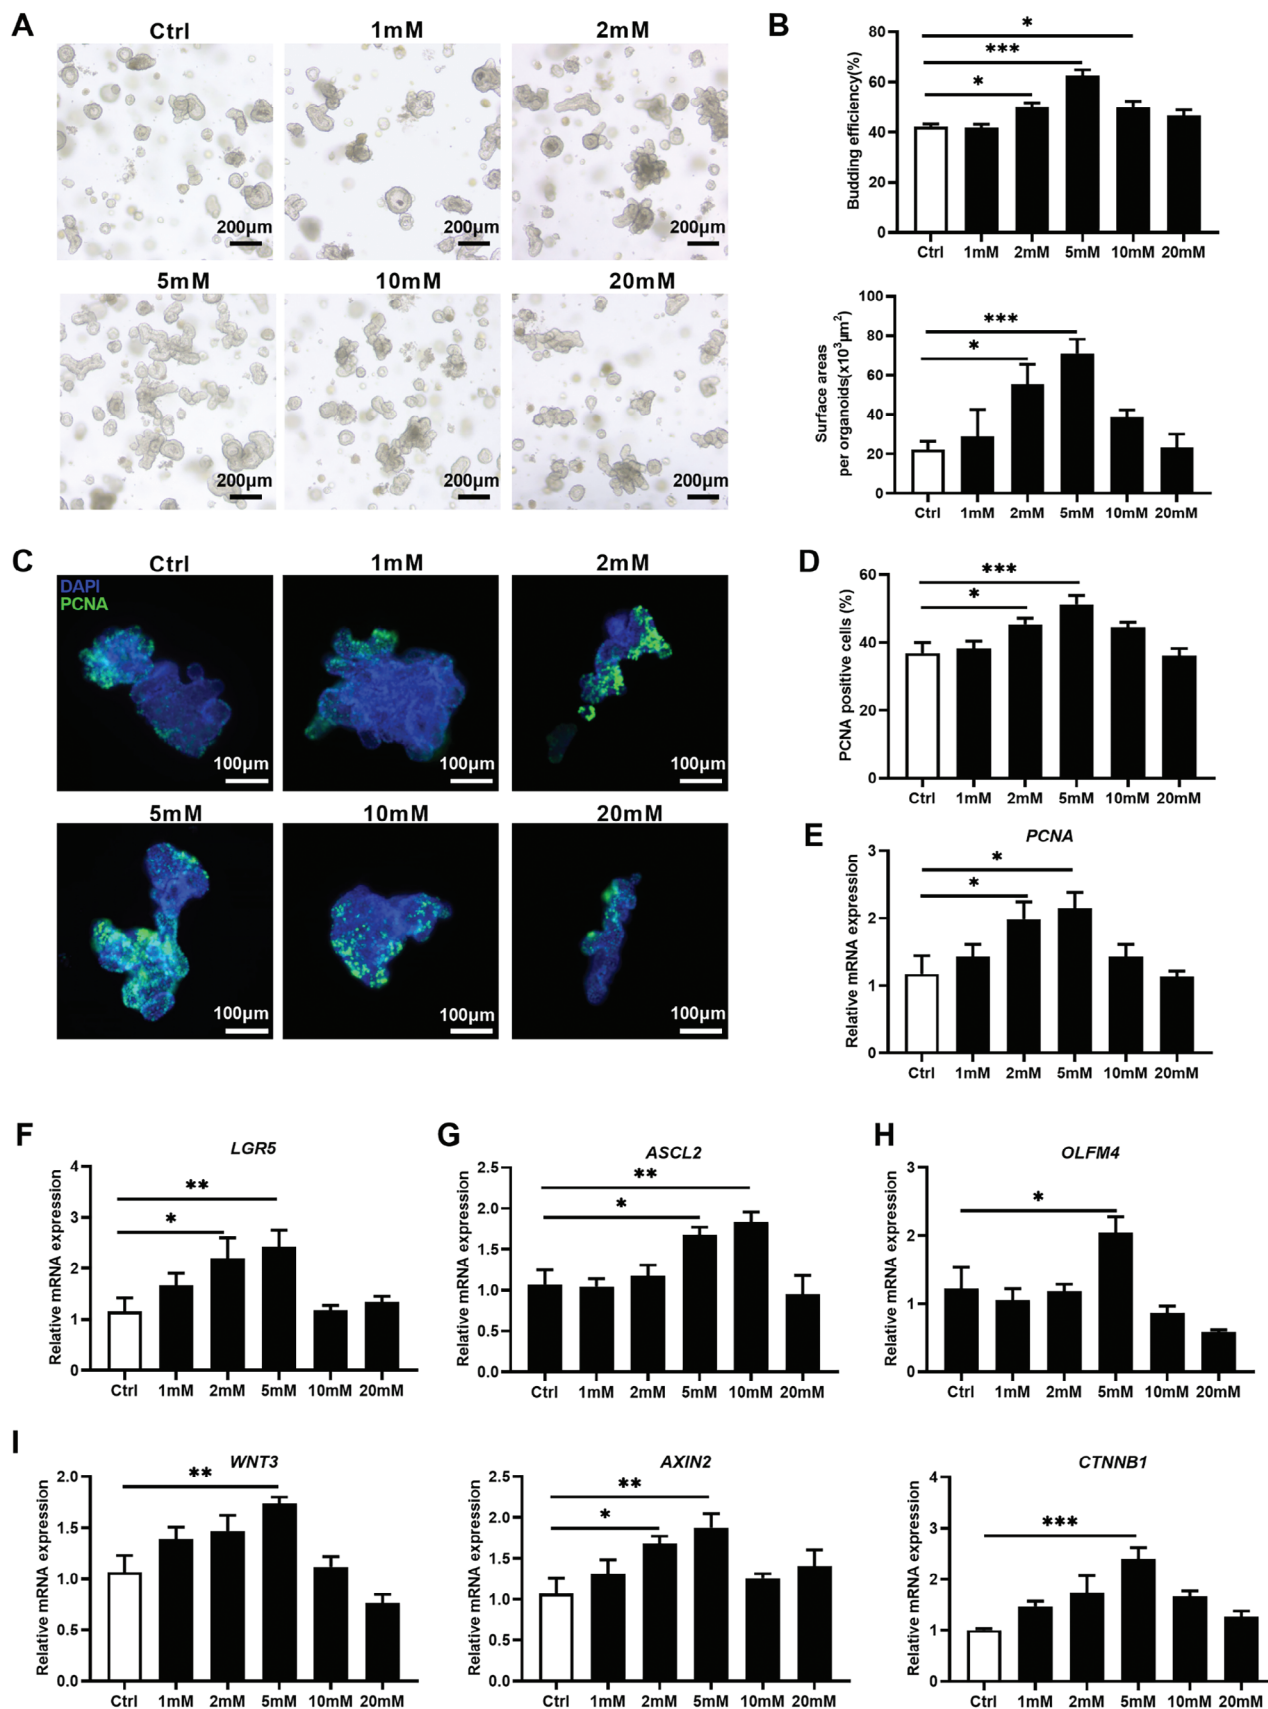 A
Ctrl
1mM
2mM
200μm
200μm
200μm
5mM
10mM
20mM
200μm
200μm
200μm
B
Budding efficiency(%)
80
60
40
20
0
*
***
*
Ctrl 1mM 2mM 5mM 10mM 20mM
Surface areas
per organoids(x10³μm²)
100
80
60
40
20
0
***
*
Ctrl 1mM 2mM 5mM 10mM 20mM
C
Ctrl
1mM
2mM
DAPI
PCNA
100μm
100μm
100μm
5mM
10mM
20mM
100μm
100μm
100μm
D
PCNA positive cells (%)
60
40
20
0
***
*
Ctrl 1mM 2mM 5mM 10mM 20mM
E
PCNA
Relative mRNA expression
3
2
1
0
*
*
Ctrl 1mM 2mM 5mM 10mM 20mM
F
LGR5
Relative mRNA expression
4
3
2
1
0
**
*
Ctrl 1mM 2mM 5mM 10mM 20mM
G
ASCL2
Relative mRNA expression
2.5
2.0
1.5
1.0
0.5
0.0
**
*
Ctrl 1mM 2mM 5mM 10mM 20mM
H
OLFM4
Relative mRNA expression
3
2
1
0
*
Ctrl 1mM 2mM 5mM 10mM 20mM
I
WNT3
Relative mRNA expression
2.0
1.5
1.0
0.5
0.0
**
Ctrl 1mM 2mM 5mM 10mM 20mM
AXIN2
Relative mRNA expression
2.5
2.0
1.5
1.0
0.5
0.0
**
*
Ctrl 1mM 2mM 5mM 10mM 20mM
CTNNB1
Relative mRNA expression
4
3
2
1
0
***
Ctrl 1mM 2mM 5mM 10mM 20mM